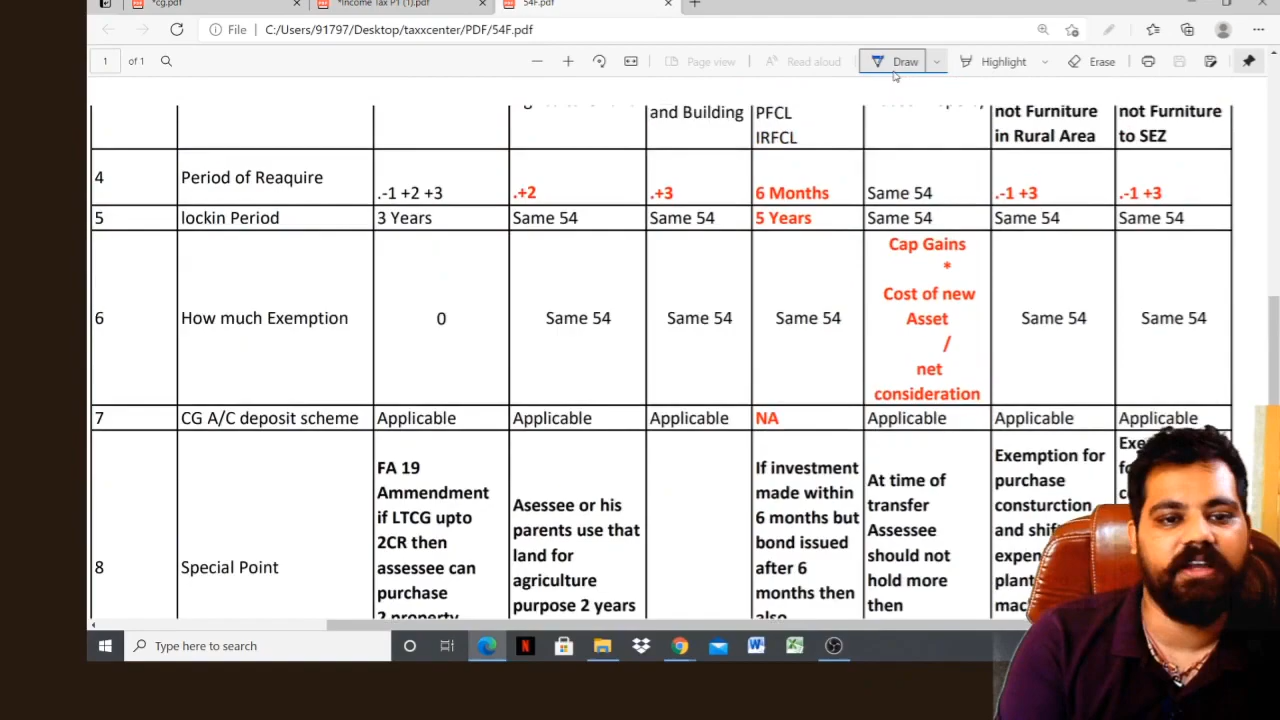 *cg.pdf
*Income Tax P1 (1).pdf
54F.pdf
File
C:/Users/91797/Desktop/taxxcenter/PDF/54F.pdf
1 of 1
Page view
Read aloud
Draw
Highlight
Erase
and Building
PFCL
IRFCL
not Furniture
in Rural Area
not Furniture
to SEZ
4 Period of Reaquire .-1 +2 +3 .+2 .+3 6 Months Same 54 .-1 +3 .-1 +3
5 lockin Period 3 Years Same 54 Same 54 5 Years Same 54 Same 54 Same 54
6 How much Exemption 0 Same 54 Same 54 Same 54
Cap Gains
*
Cost of new
Asset
/
net
consideration
Same 54 Same 54
7 CG A/C deposit scheme Applicable Applicable Applicable NA Applicable Applicable Applicable
8 Special Point
FA 19
Ammendment
if LTCG upto
2CR then
assessee can
purchase
2 property
Asessee or his
parents use that
land for
agriculture
purpose 2 years
If investment
made within
6 months but
bond issued
after 6
months then
also
At time of
transfer
Assessee
should not
hold more
then
Exemption for
purchase
consturction
and shif
expen
plant
mac
Type here to search